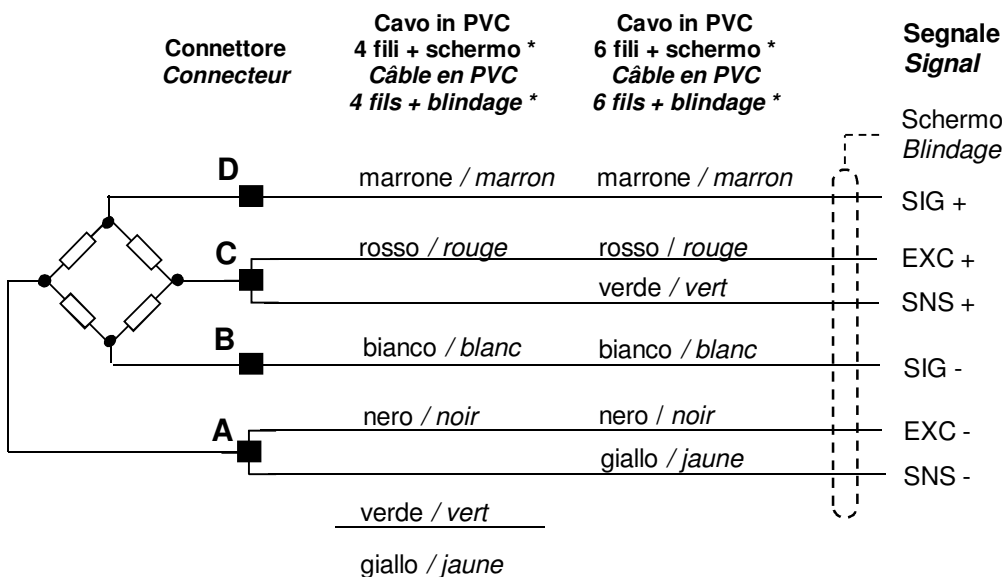 Connettore
Connecteur
Cavo in PVC
4 fili + schermo *
Câble en PVC
4 fils + blindage *
Cavo in PVC
6 fili + schermo *
Câble en PVC
6 fils + blindage *
Segnale
Signal
Schermo
Blindage
D
marrone / marron
marrone / marron
SIG +
C
rosso / rouge
rosso / rouge
EXC +
verde / vert
SNS +
B
bianco / blanc
bianco / blanc
SIG -
A
nero / noir
nero / noir
EXC -
giallo / jaune
SNS -
verde / vert
giallo / jaune